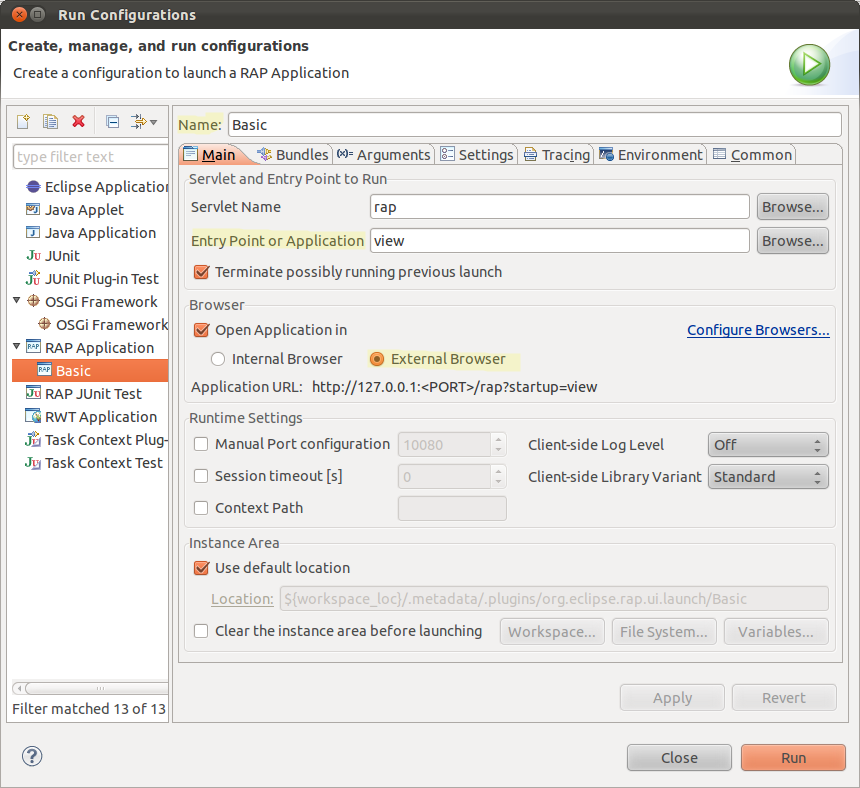 Run Configurations
Create, manage, and run configurations
Create a configuration to launch a RAP Application
type filter text
Eclipse Application
Java Applet
Java Application
JUnit
JUnit Plug-in Test
OSGi Framework
OSGi Framework
RAP Application
Basic
RAP JUnit Test
RWT Application
Task Context Plug-
Task Context Test
Filter matched 13 of 13
Name: Basic
Main Bundles Arguments Settings Tracing Environment Common
Servlet and Entry Point to Run
Servlet Name rap Browse...
Entry Point or Application view Browse...
Terminate possibly running previous launch
Browser
Open Application in Configure Browsers...
Internal Browser External Browser
Application URL: http://127.0.0.1:<PORT>/rap?startup=view
Runtime Settings
Manual Port configuration 10080 Client-side Log Level Off
Session timeout [s] 0 Client-side Library Variant Standard
Context Path
Instance Area
Use default location
Location: ${workspace_loc}/.metadata/.plugins/org.eclipse.rap.ui.launch/Basic
Clear the instance area before launching Workspace... File System... Variables...
Apply Revert
? Close Run